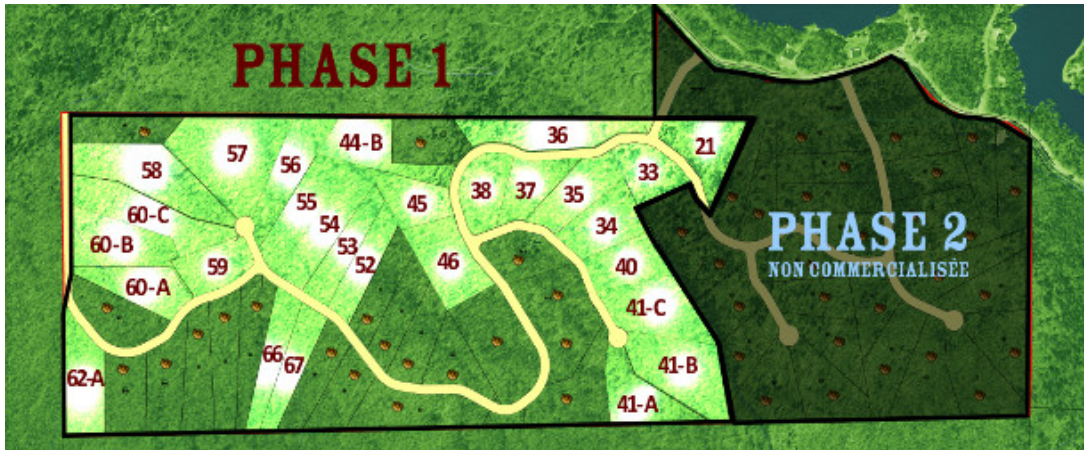 PHASE 1
36
44-B
21
57
56
58
33
38
37
35
55
45
60-C
54
34
60-B
53
52
46
59
40
60-A
41-C
66
67
41-B
62-A
41-A
PHASE 2
NON COMMERCIALISÉE